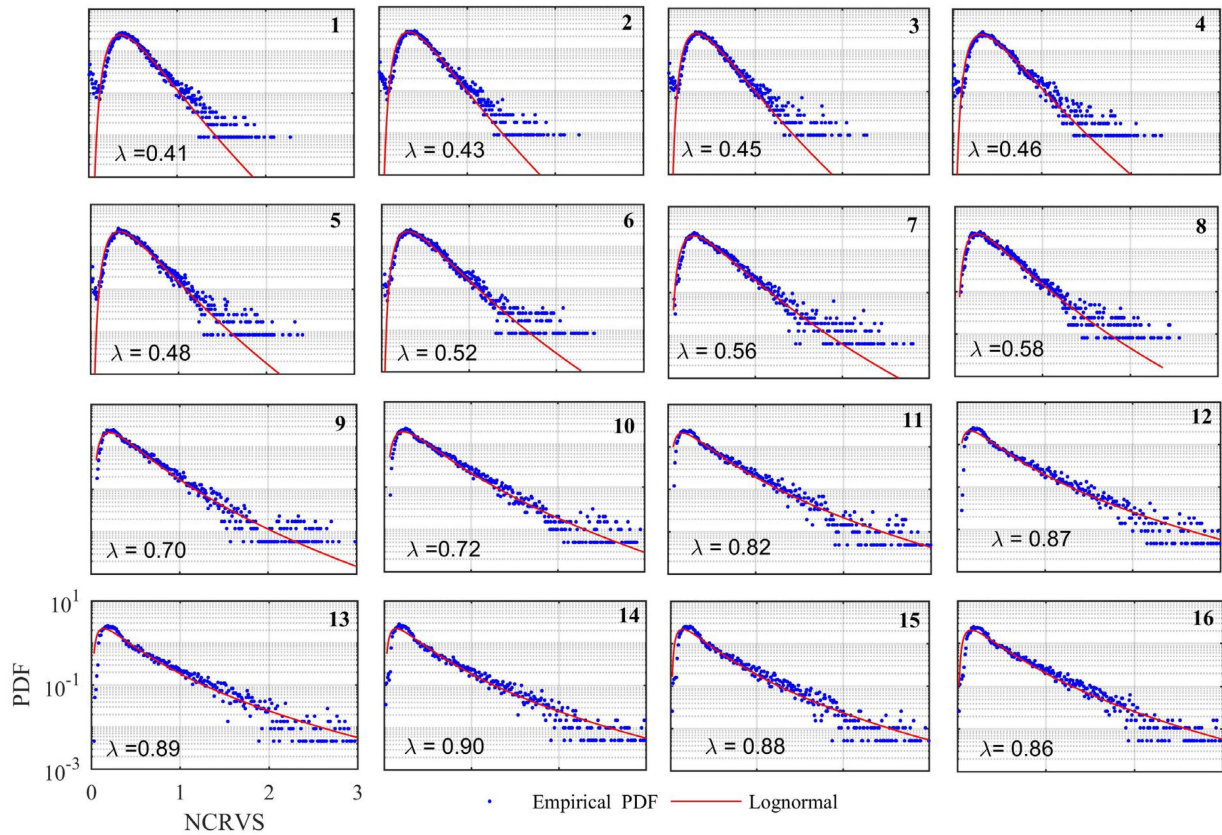 1
2
3
4
λ =0.41
λ = 0.43
λ = 0.45
λ =0.46
5
6
7
8
λ = 0.48
λ = 0.52
λ = 0.56
λ =0.58
9
10
11
12
λ = 0.70
λ =0.72
λ = 0.82
λ = 0.87
10^1
13
14
15
16
PDF
10^-1
λ =0.89
λ = 0.90
λ = 0.88
λ= 0.86
10^-3
0 1 2 3
NCRVS
Empirical PDF Lognormal